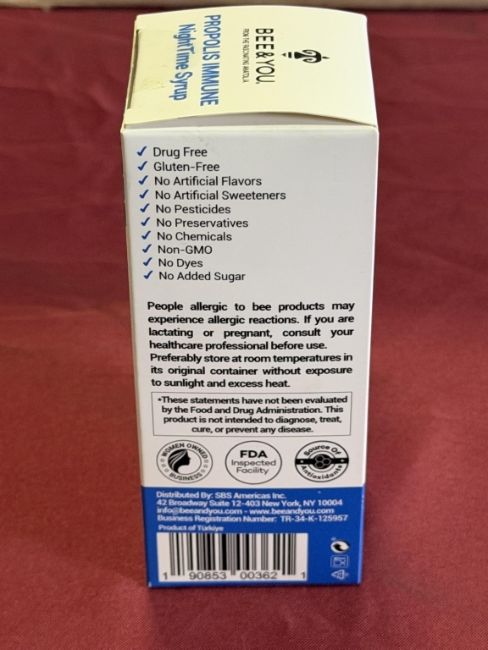 BEE&YOU.
FROM THE FASCINATING ANATOLIA
PROPOLIS IMMUNE
NightTime Syrup
✓ Drug Free
✓ Gluten-Free
✓ No Artificial Flavors
✓ No Artificial Sweeteners
✓ No Pesticides
✓ No Preservatives
✓ No Chemicals
✓ Non-GMO
✓ No Dyes
✓ No Added Sugar
People allergic to bee products may
experience allergic reactions. If you are
lactating or pregnant, consult your
healthcare professional before use.
Preferably store at room temperatures in
its original container without exposure
to sunlight and excess heat.
*These statements have not been evaluated
by the Food and Drug Administration. This
product is not intended to diagnose, treat,
cure, or prevent any disease.
WOMEN OWNED
BUSINESS
FDA
Inspected
Facility
Source Of
Antioxidants
Distributed By: SBS Americas Inc.
42 Broadway Suite 12-403 New York, NY 10004
info@beeandyou.com - www.beeandyou.com
Business Registration Number: TR-34-K-125957
Product of Türkiye
1 90853 00362 1